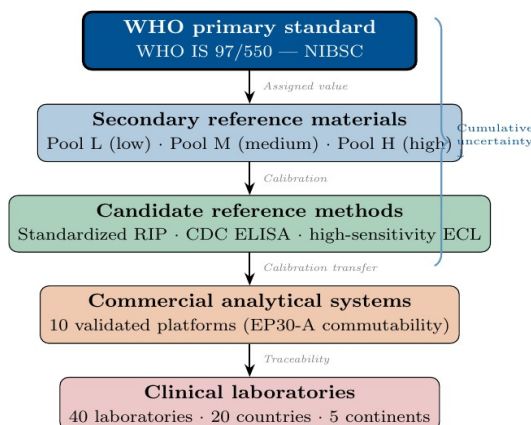 WHO primary standard
WHO IS 97/550 — NIBSC
Assigned value
Secondary reference materials
Pool L (low) · Pool M (medium) · Pool H (high)
Cumulative
uncertainty
Calibration
Candidate reference methods
Standardized RIP · CDC ELISA · high-sensitivity ECL
Calibration transfer
Commercial analytical systems
10 validated platforms (EP30-A commutability)
Traceability
Clinical laboratories
40 laboratories · 20 countries · 5 continents